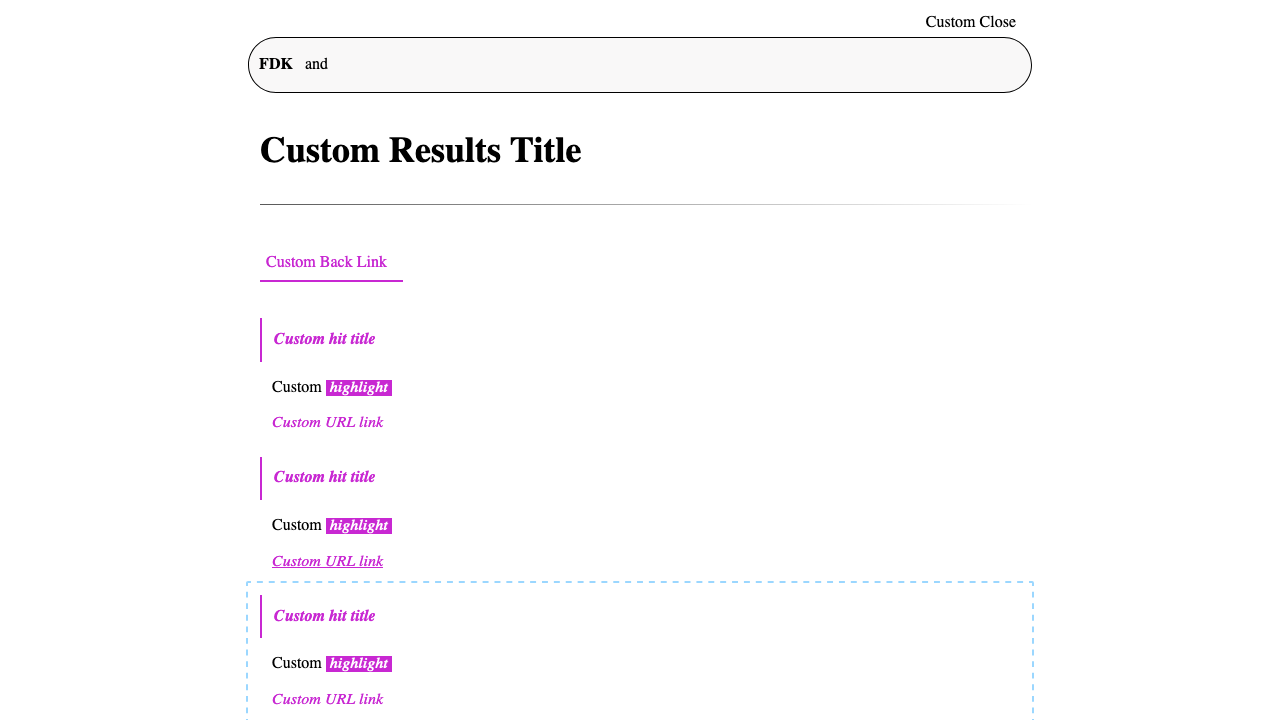 Custom Close
FDK and
Custom Results Title
Custom Back Link
Custom hit title
Custom highlight
Custom URL link
Custom hit title
Custom highlight
Custom URL link
Custom hit title
Custom highlight
Custom URL link